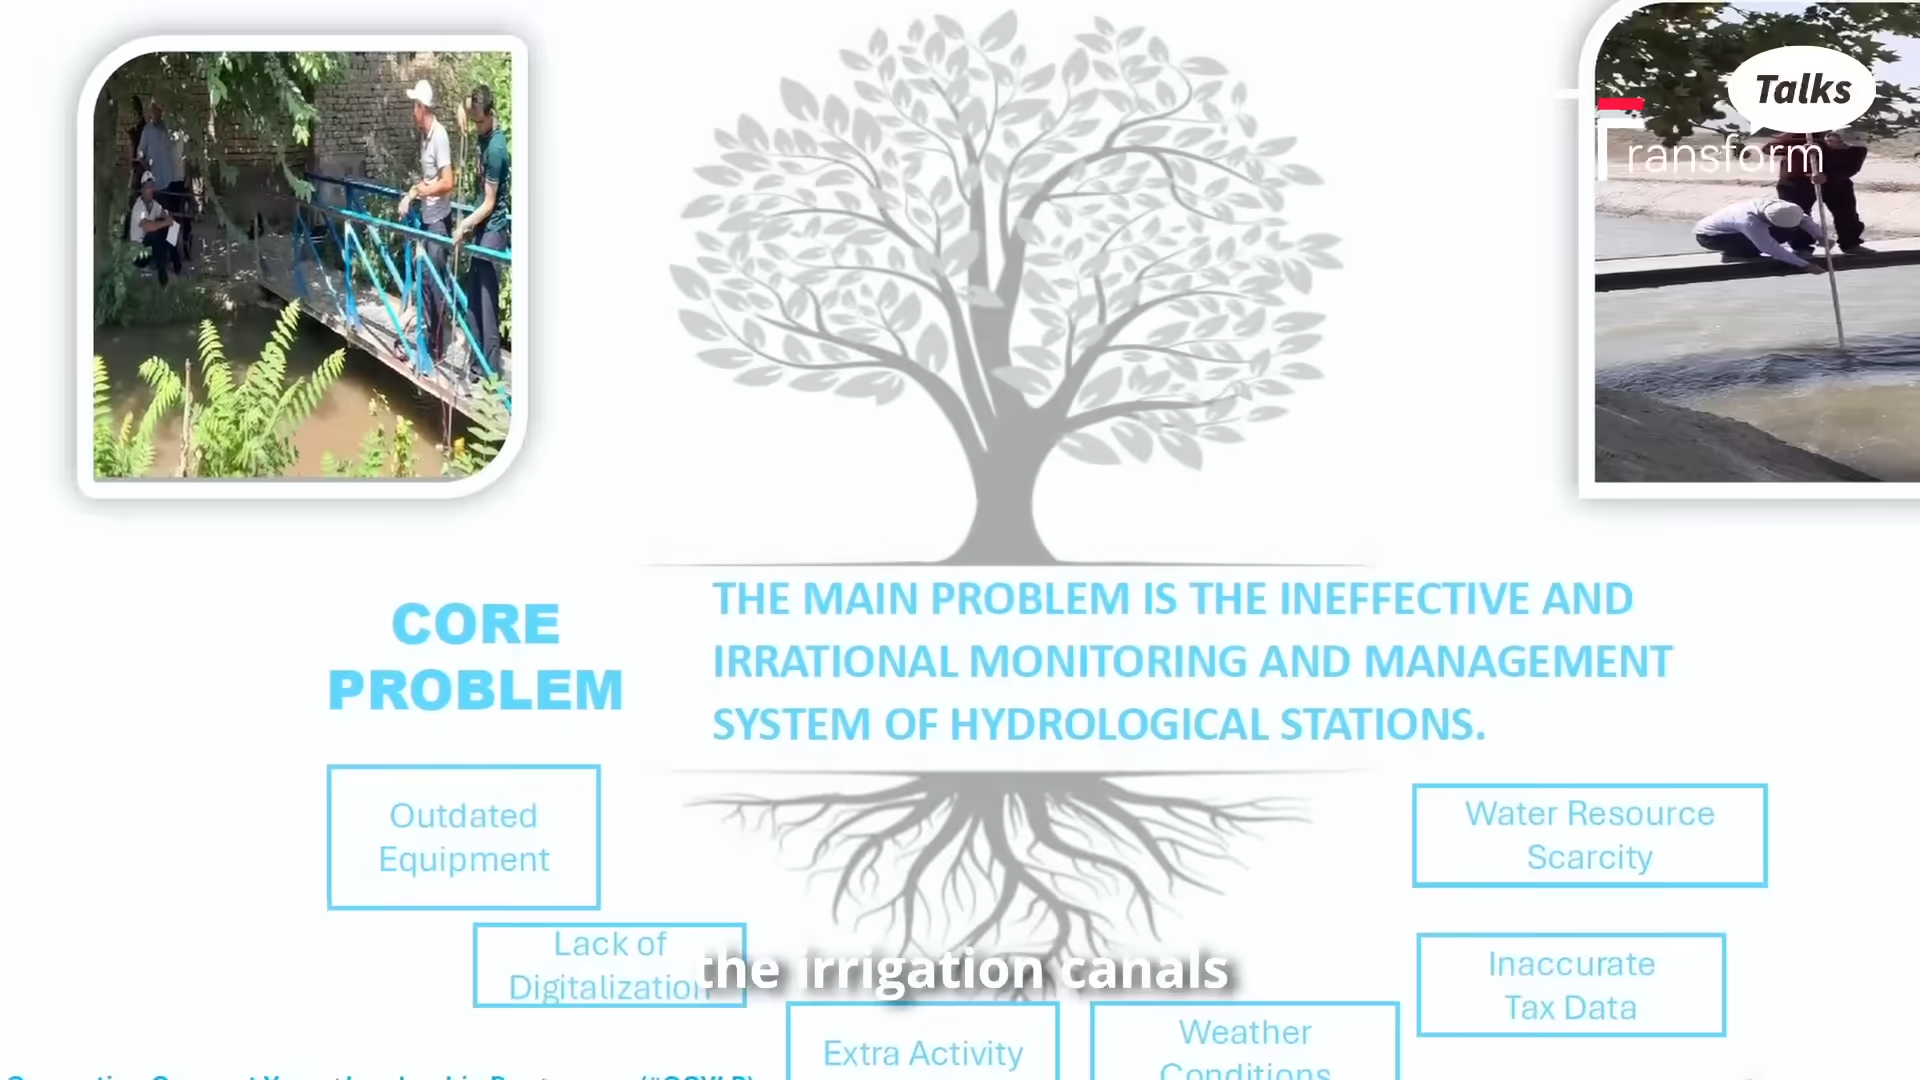 Talks
Transform
CORE
PROBLEM
THE MAIN PROBLEM IS THE INEFFECTIVE AND
IRRATIONAL MONITORING AND MANAGEMENT
SYSTEM OF HYDROLOGICAL STATIONS.
Outdated
Equipment
Water Resource
Scarcity
Lack of
Digitalization
the irrigation canals
Inaccurate
Tax Data
Extra Activity
Weather
Conditions